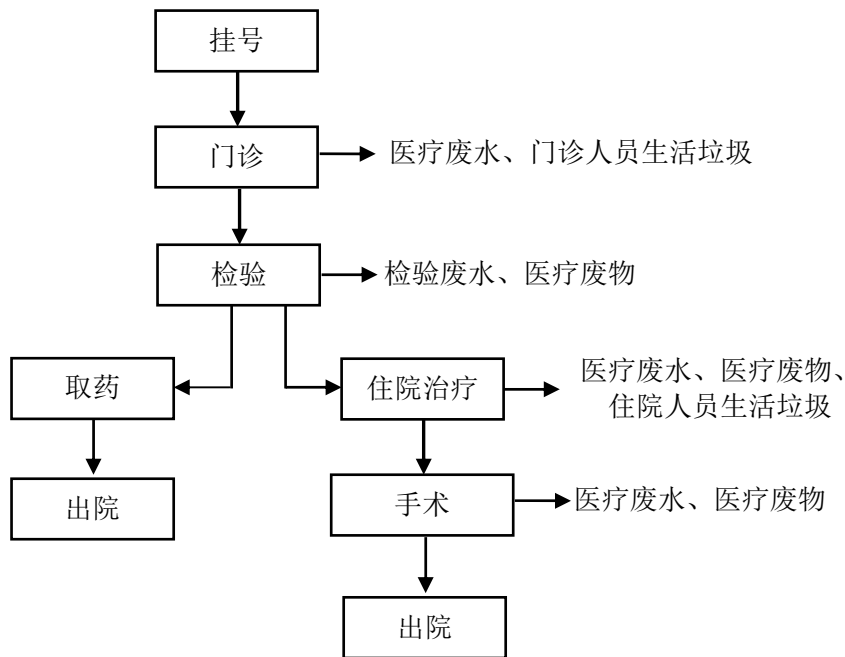 挂号
门诊
医疗废水、门诊人员生活垃圾
检验
检验废水、医疗废物
取药
住院治疗
医疗废水、医疗废物、
住院人员生活垃圾
出院
手术
医疗废水、医疗废物
出院